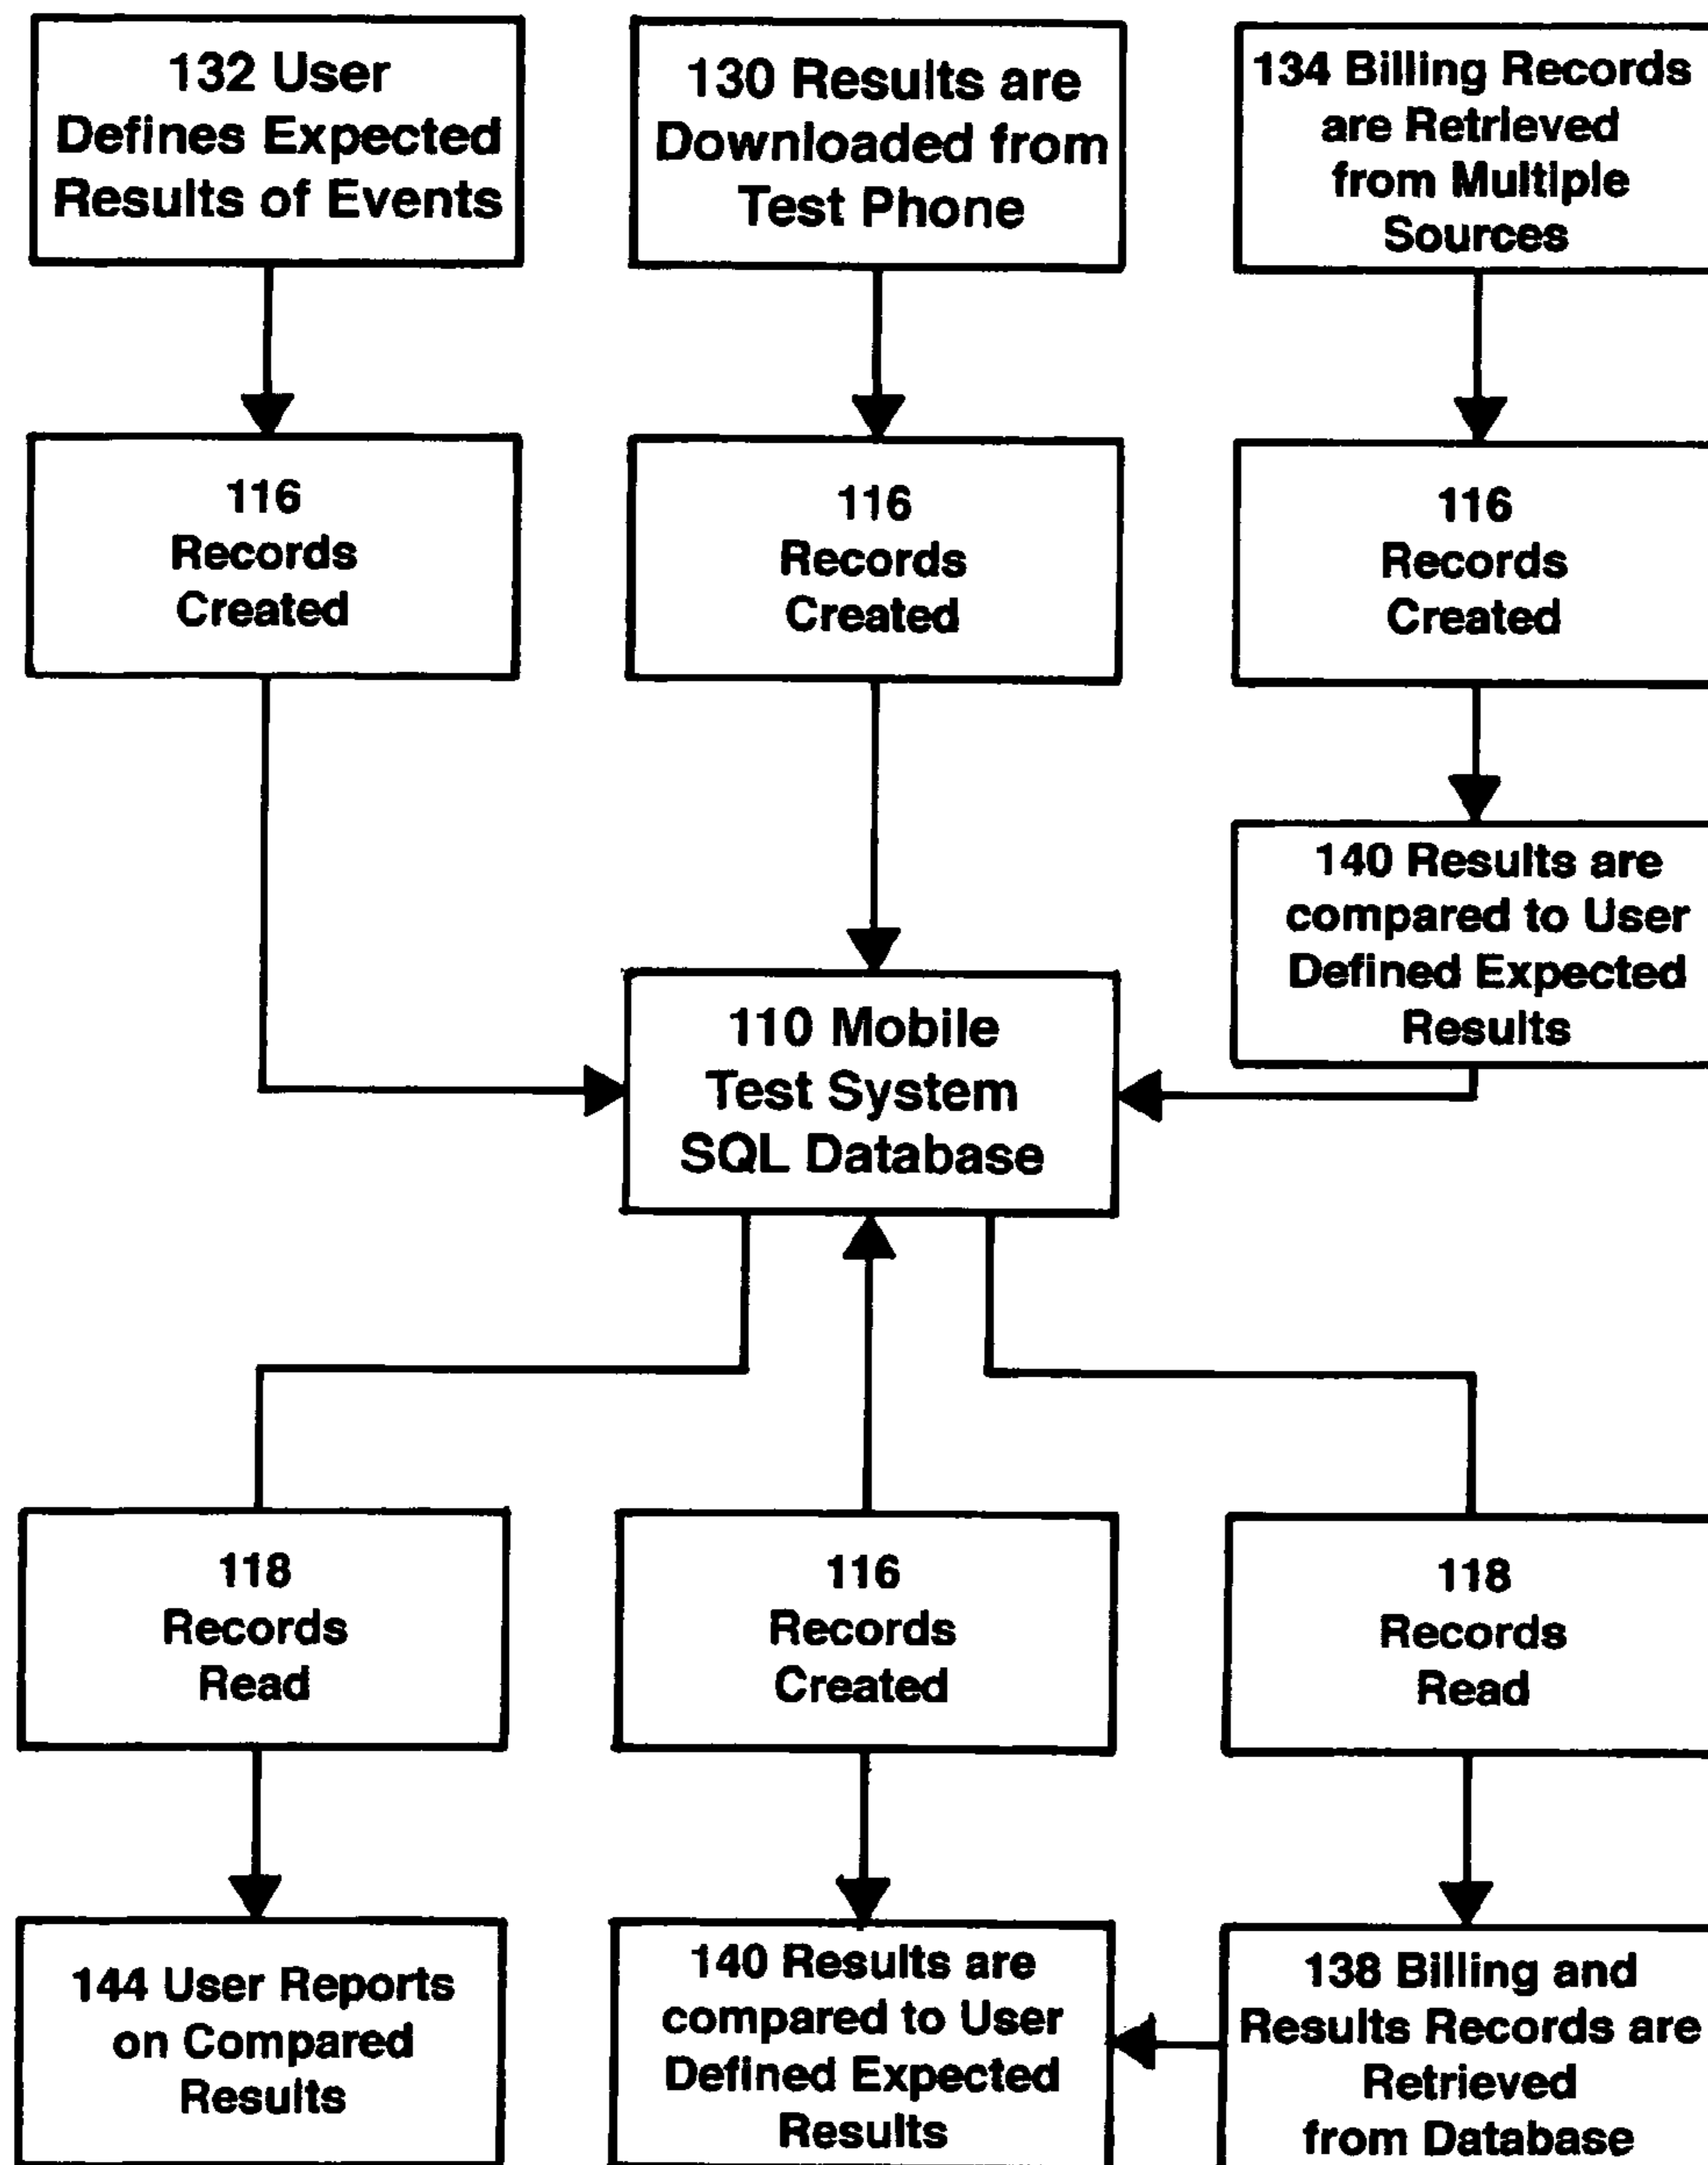 132 User
Defines Expected
Results of Events
130 Results are
Downloaded from
Test Phone
134 Billing Records
are Retrieved
from Multiple
Sources
116
Records
Created
116
Records
Created
116
Records
Created
140 Results are
compared to User
Defined Expected
Results
110 Mobile
Test System
SQL Database
118
Records
Read
116
Records
Created
118
Records
Read
144 User Reports
on Compared
Results
140 Results are
compared to User
Defined Expected
Results
138 Billing and
Results Records are
Retrieved
from Database